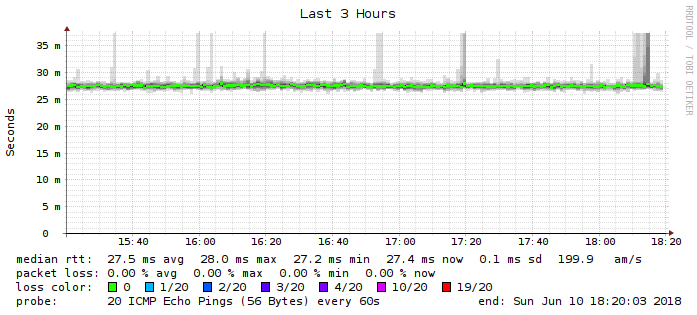 Last 3 Hours
RRDTOOL / TOBI OETIKER
Seconds
35 m
30 m
25 m
20 m
15 m
10 m
5 m
0
15:40 16:00 16:20 16:40 17:00 17:20 17:40 18:00 18:20
median rtt: 27.5 ms avg 28.0 ms max 27.2 ms min 27.4 ms now 0.1 ms sd 199.9 am/s
packet loss: 0.00 % avg 0.00 % max 0.00 % min 0.00 % now
loss color: 0 1/20 2/20 3/20 4/20 10/20 19/20
probe: 20 ICMP Echo Pings (56 Bytes) every 60s end: Sun Jun 10 18:20:03 2018